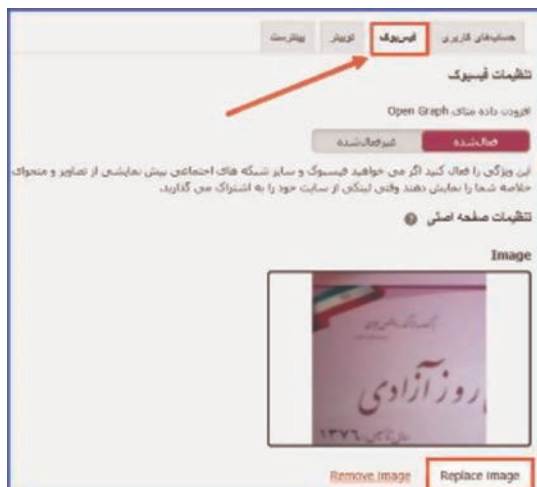 حساب‌های کاربری فیس‌بوک توییتر پینترست
تنظیمات فیسبوک
افزودن داده متای Open Graph
فعال‌شده غیرفعال‌شده
این ویژگی را فعال کنید اگر می خواهید فیسبوک و سایر شبکه های اجتماعی پیش نمایشی از تصاویر و محتوای
خلاصه شما را نمایش دهند وقتی لینکی از سایت خود را به اشتراک می گذارید.
تنظیمات صفحه اصلی
Image
روز آزادی
۱۳۷۶
Remove Image Replace Image